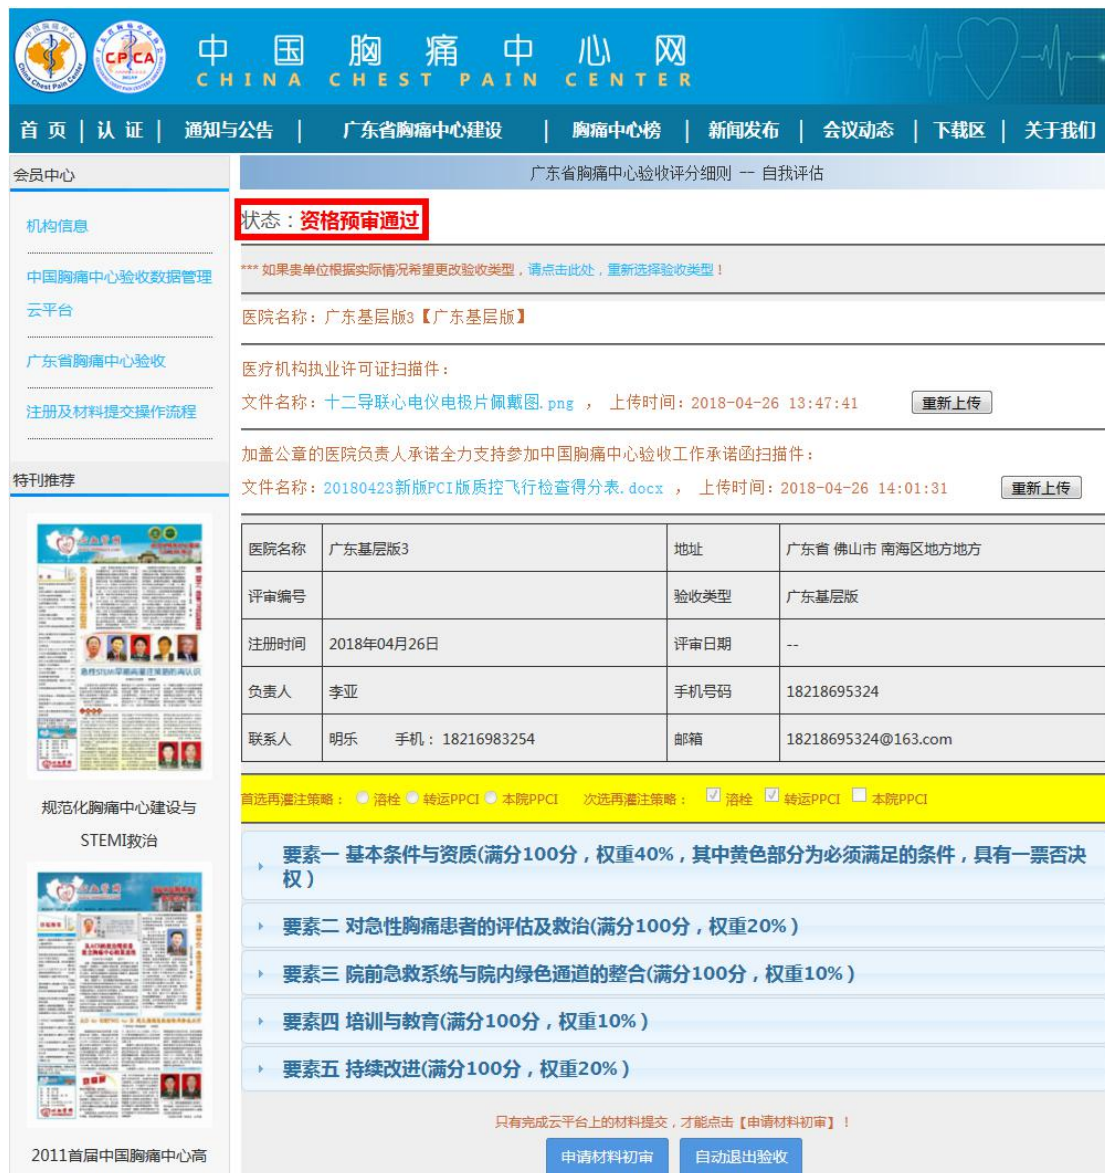 中国胸痛中心网
CHINA CHEST PAIN CENTER
CPCA
China Chest Pain Center
首 页 | 认 证 | 通知与公告 | 广东省胸痛中心建设 | 胸痛中心榜 | 新闻发布 | 会议动态 | 下载区 | 关于我们
会员中心
机构信息
中国胸痛中心验收数据管理
云平台
广东省胸痛中心验收
注册及材料提交操作流程
特刊推荐
急性STEMI早期再灌注策略的再认识
规范化胸痛中心建设与
STEMI救治
2011首届中国胸痛中心高
广东省胸痛中心验收评分细则 -- 自我评估
状态：资格预审通过
*** 如果贵单位根据实际情况希望更改验收类型，请点击此处，重新选择验收类型！
医院名称：广东基层版3【广东基层版】
医疗机构执业许可证扫描件：
文件名称：十二导联心电仪电极片佩戴图.png ， 上传时间：2018-04-26 13:47:41 重新上传
加盖公章的医院负责人承诺全力支持参加中国胸痛中心验收工作承诺函扫描件：
文件名称：20180423新版PCI版质控飞行检查得分表.docx ， 上传时间：2018-04-26 14:01:31 重新上传
医院名称 广东基层版3 地址 广东省 佛山市 南海区地方地方
评审编号 验收类型 广东基层版
注册时间 2018年04月26日 评审日期 --
负责人 李亚 手机号码 18218695324
联系人 明乐 手机： 18216983254 邮箱 18218695324@163.com
首选再灌注策略： 溶栓 转运PPCI 本院PPCI 次选再灌注策略： 溶栓 转运PPCI 本院PPCI
要素一 基本条件与资质(满分100分，权重40%，其中黄色部分为必须满足的条件，具有一票否决
权）
要素二 对急性胸痛患者的评估及救治(满分100分，权重20%）
要素三 院前急救系统与院内绿色通道的整合(满分100分，权重10%）
要素四 培训与教育(满分100分，权重10%）
要素五 持续改进(满分100分，权重20%）
只有完成云平台上的材料提交，才能点击【申请材料初审】！
申请材料初审 自动退出验收